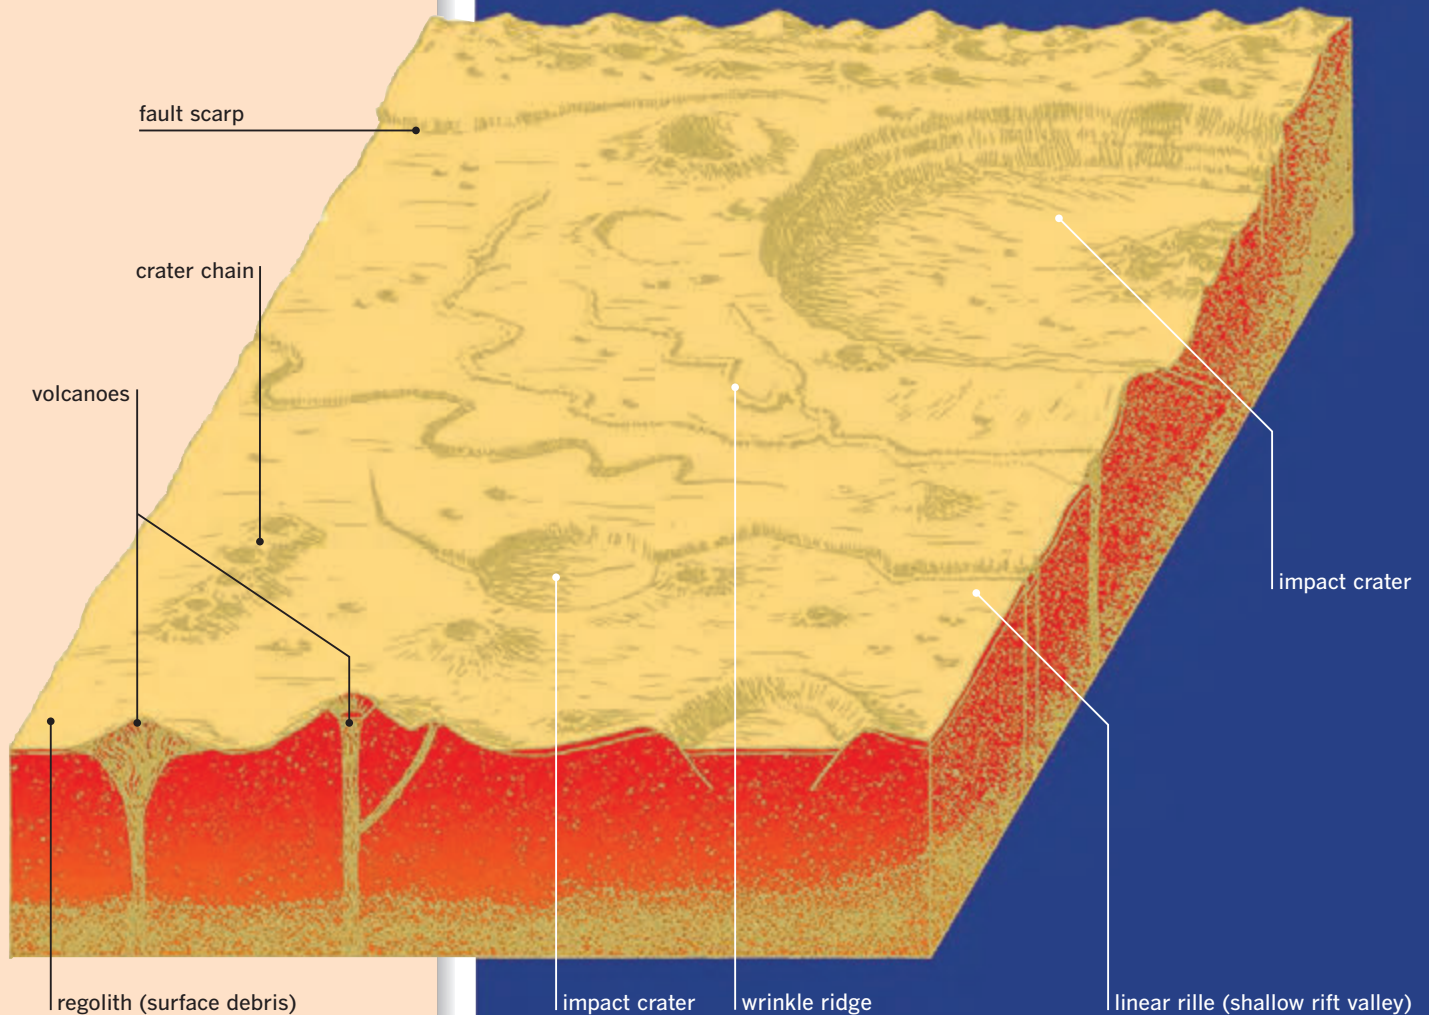 fault scarp
crater chain
volcanoes
impact crater
regolith (surface debris)
impact crater
wrinkle ridge
linear rille (shallow rift valley)